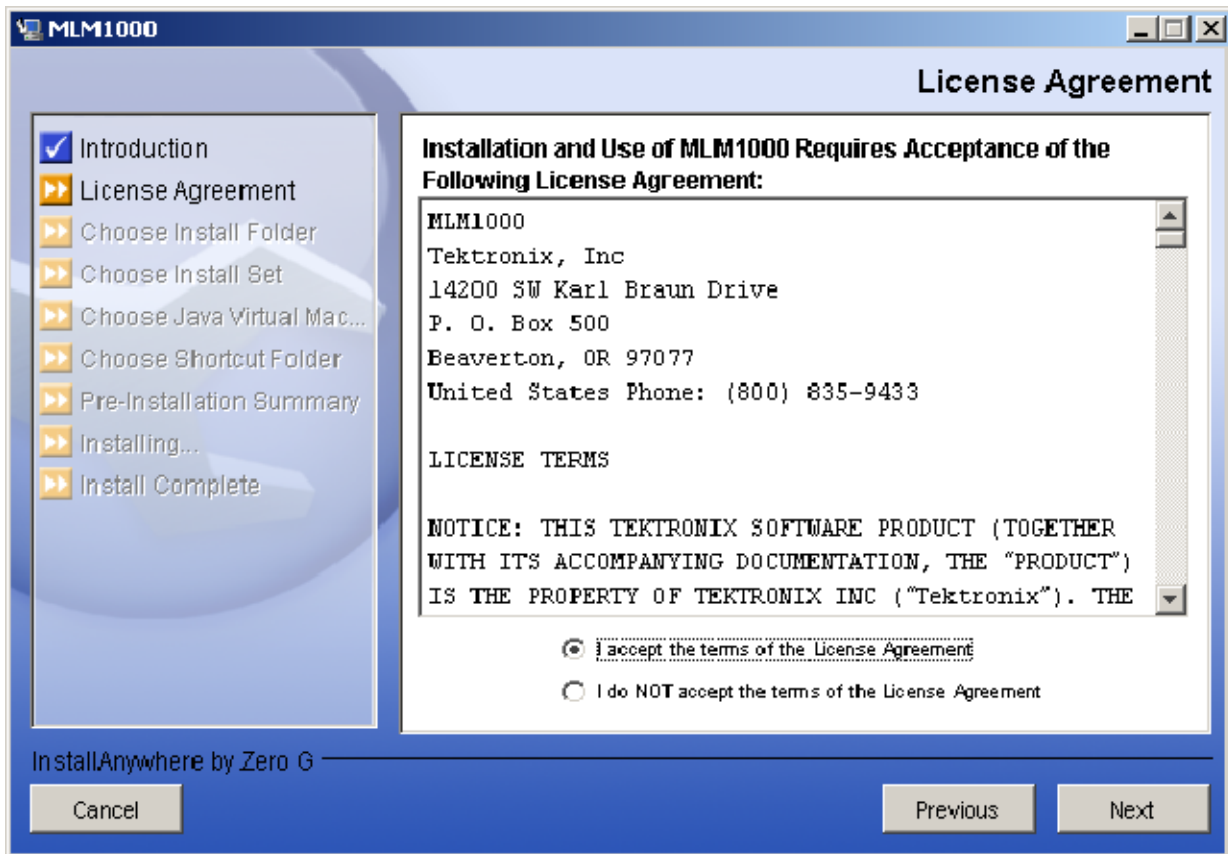 MLM1000
License Agreement
Introduction
License Agreement
Choose Install Folder
Choose Install Set
Choose Java Virtual Mac...
Choose Shortcut Folder
Pre-Installation Summary
Installing...
Install Complete
Installation and Use of MLM1000 Requires Acceptance of the
Following License Agreement:
MLM1000
Tektronix, Inc
14200 SW Karl Braun Drive
P. O. Box 500
Beaverton, OR 97077
United States Phone: (800) 835-9433
LICENSE TERMS
NOTICE: THIS TEKTRONIX SOFTWARE PRODUCT (TOGETHER
WITH ITS ACCOMPANYING DOCUMENTATION, THE "PRODUCT")
IS THE PROPERTY OF TEKTRONIX INC ("Tektronix"). THE
I accept the terms of the License Agreement
I do NOT accept the terms of the License Agreement
InstallAnywhere by Zero G
Cancel
Previous
Next